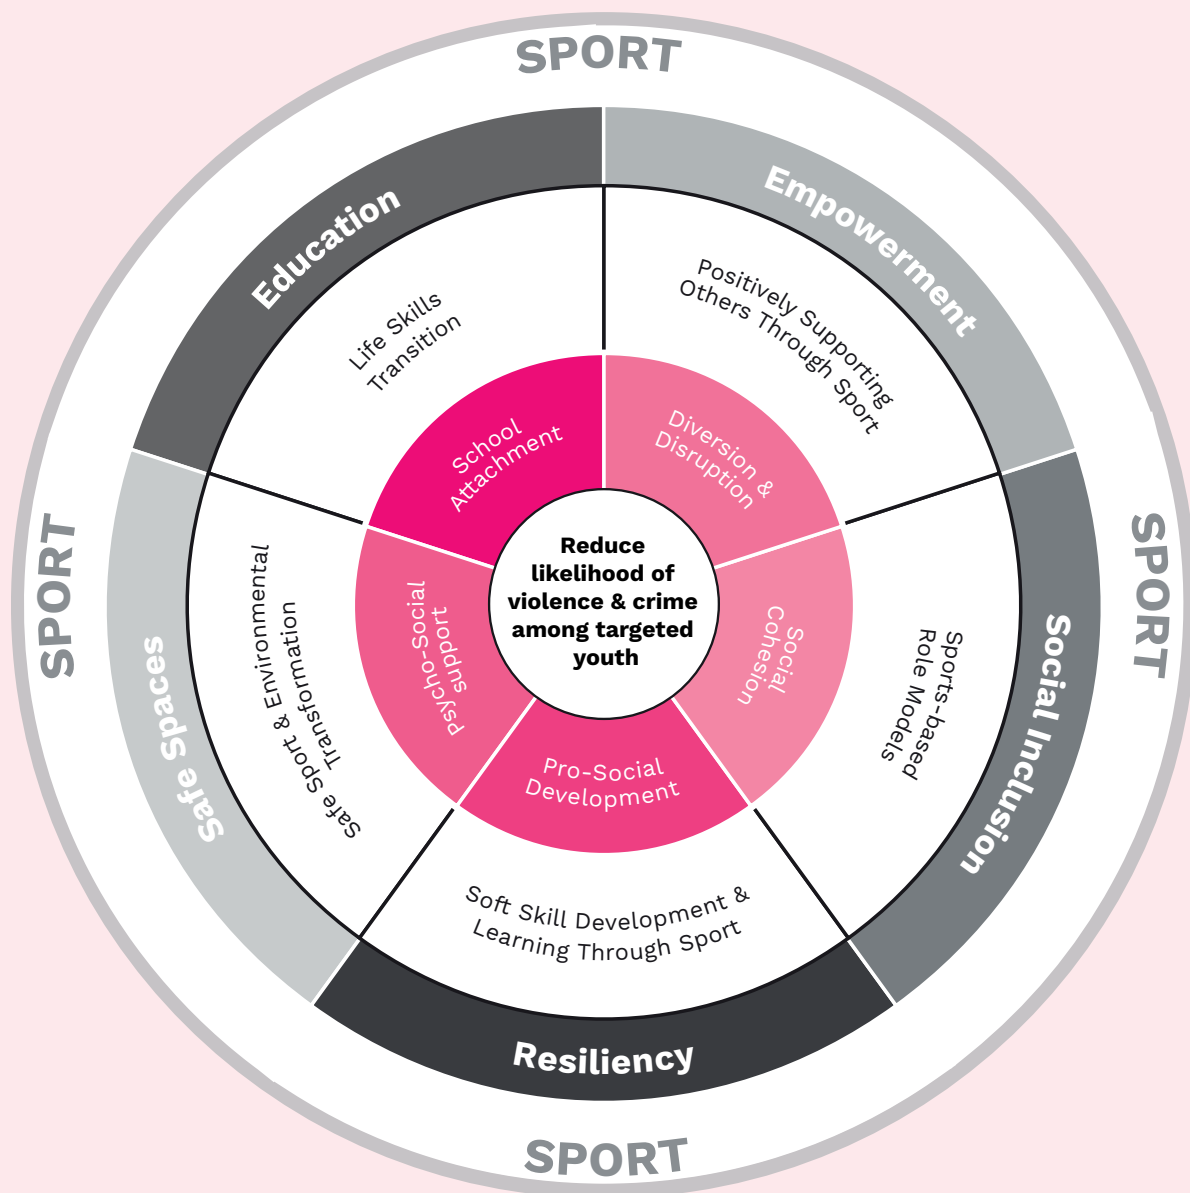 SPORT
Education
Empowerment
Life Skills
Transition
Positively Supporting
Others Through Sport
School
Attachment
Diversion &
Disruption
SPORT
Safe Spaces
Safe Sport & Environmental
Transformation
Psycho-Social
support
Reduce
likelihood of
violence & crime
among targeted
youth
Social
Cohesion
Sports-based
Role Models
Social Inclusion
SPORT
Pro-Social
Development
Soft Skill Development &
Learning Through Sport
Resiliency
SPORT